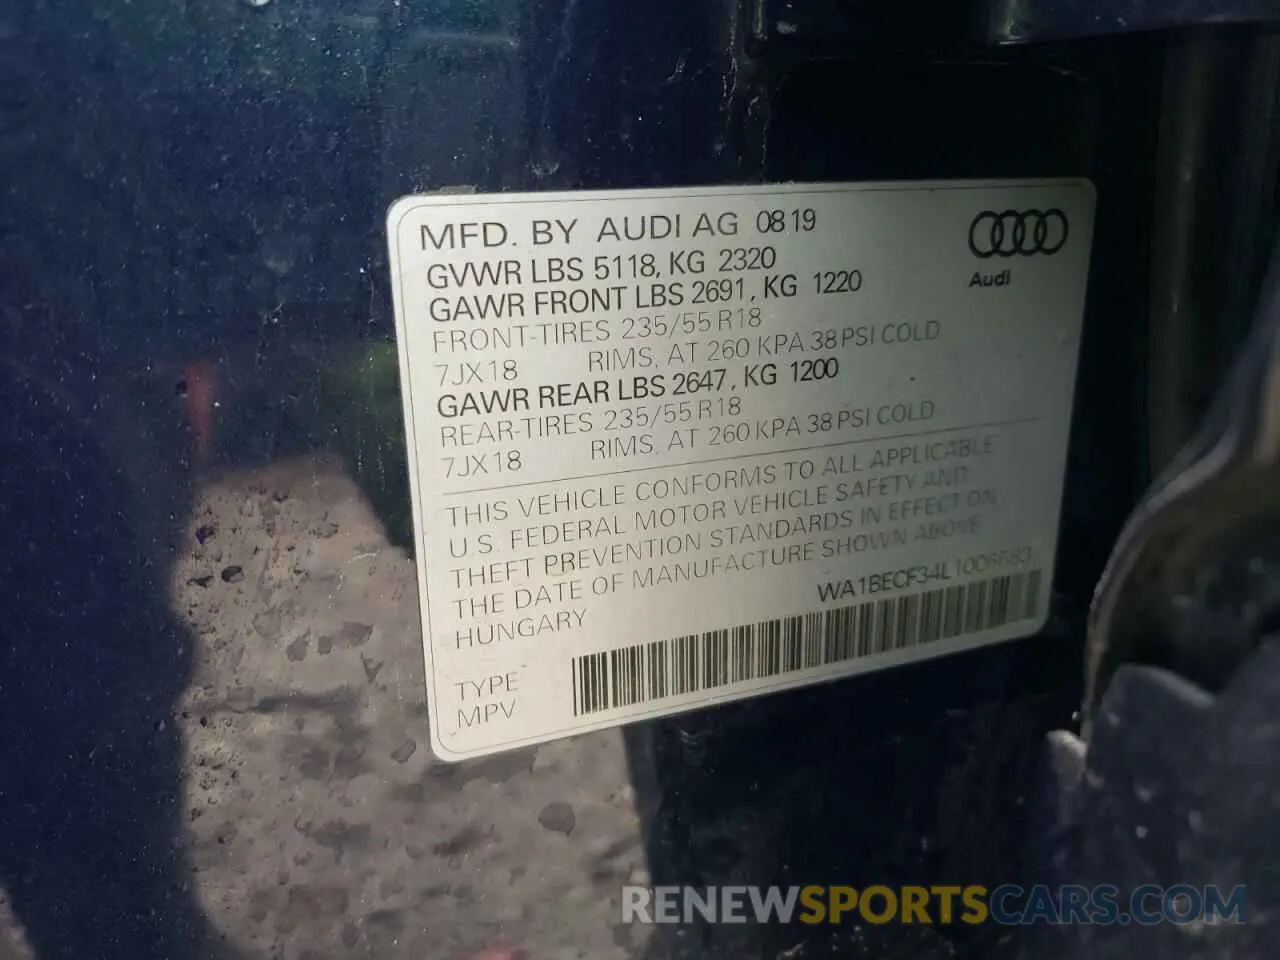 MFD. BY AUDI AG 08.19
GVWR LBS 5118, KG 2320
GAWR FRONT LBS 2691, KG 1220
FRONT-TIRES 235/55 R18
7JX18 RIMS, AT 260 KPA 38 PSI COLD
GAWR REAR LBS 2647, KG 1200
REAR-TIRES 235/55 R18
7JX18 RIMS, AT 260 KPA 38 PSI COLD
THIS VEHICLE CONFORMS TO ALL APPLICABLE
U.S. FEDERAL MOTOR VEHICLE SAFETY AND
THEFT PREVENTION STANDARDS IN EFFECT ON
THE DATE OF MANUFACTURE SHOWN ABOVE
HUNGARY
WA1BECF34L1006683
TYPE
MPV
Audi
RENEWSPORTSCARS.COM